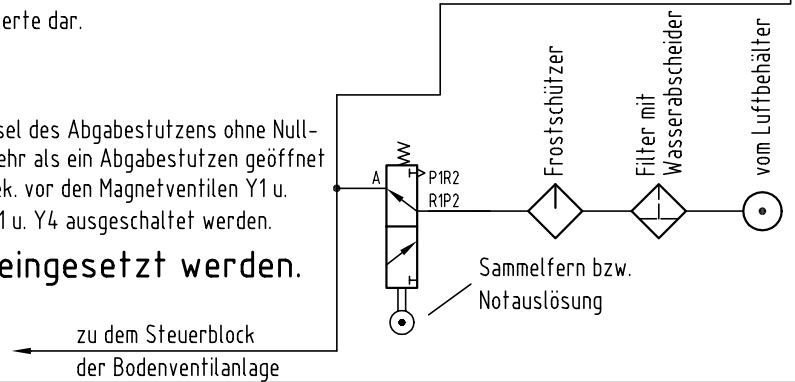 erte dar.
sel des Abgabestutzens ohne Null-
ehr als ein Abgabestutzen geöffnet
ek. vor den Magnetventilen Y1 u.
1 u. Y4 ausgeschaltet werden.
eingesetzt werden.
zu dem Steuerblock
der Bodenventilanlage
A
P1R2
R1P2
Sammelfern bzw.
Notauslösung
Frostschützer
Filter mit
Wasserabscheider
vom Luftbehälter